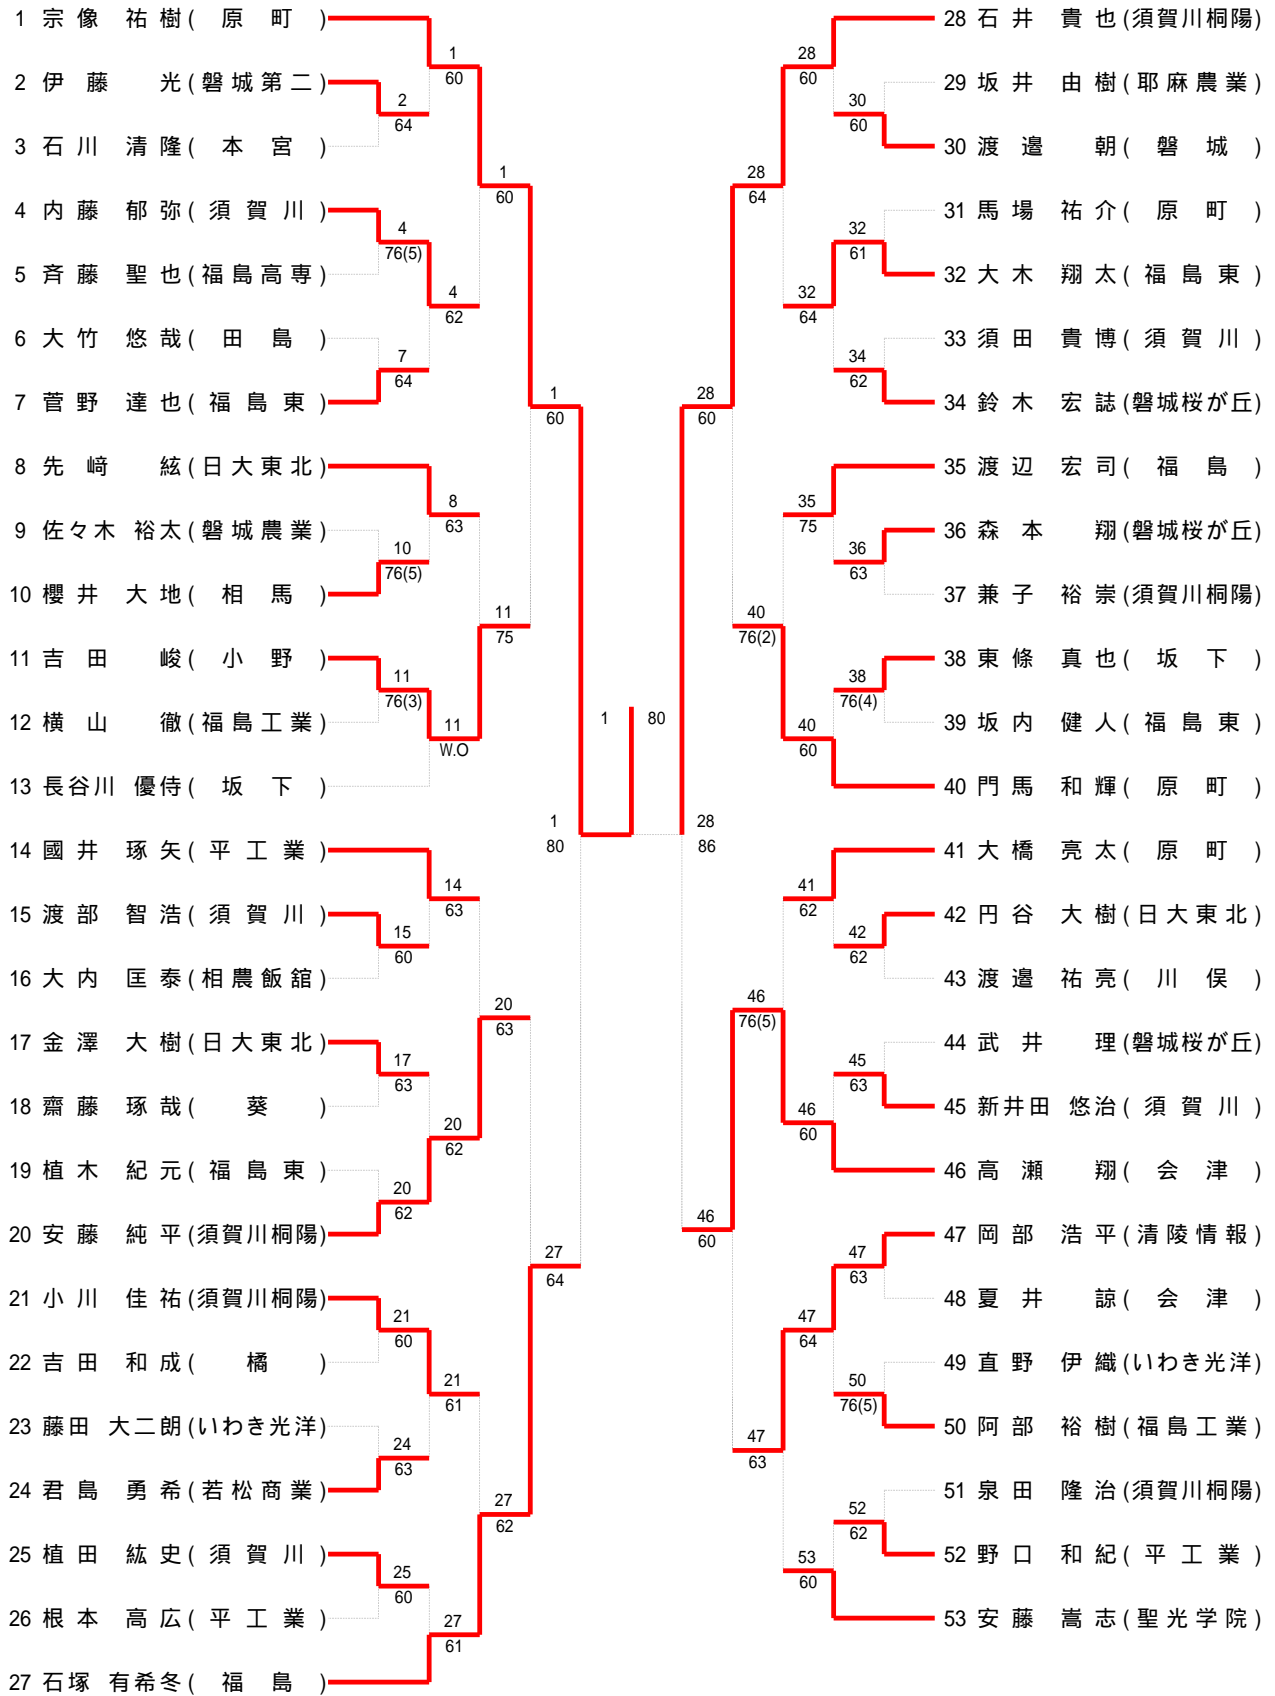 1 宗像 祐樹(原町)
2 伊藤 光(磐城第二)
3 石川 清隆(本宮)
4 内藤 郁弥(須賀川)
5 斉藤 聖也(福島高専)
6 大竹 悠哉(田島)
7 菅野 達也(福島東)
8 先﨑 絃(日大東北)
9 佐々木 裕太(磐城農業)
10 櫻井 大地(相馬)
11 吉田 峻(小野)
12 横山 徹(福島工業)
13 長谷川 優侍(坂下)
14 國井 琢矢(平工業)
15 渡部 智浩(須賀川)
16 大内 匡泰(相農飯舘)
17 金澤 大樹(日大東北)
18 齋藤 琢哉(葵)
19 植木 紀元(福島東)
20 安藤 純平(須賀川桐陽)
21 小川 佳祐(須賀川桐陽)
22 吉田 和成(橘)
23 藤田 大二朗(いわき光洋)
24 君島 勇希(若松商業)
25 植田 紘史(須賀川)
26 根本 高広(平工業)
27 石塚 有希冬(福島)
2
64
4
76(5)
7
64
10
76(5)
11
76(3)
15
60
17
63
20
62
21
60
24
63
25
60
1
60
4
62
8
63
11
W.O
14
63
20
62
21
61
27
61
1
60
11
75
20
63
27
62
1
60
27
64
1
80
1
80
28
86
28
60
46
60
28
64
40
76(2)
46
76(5)
47
63
28
60
32
64
35
75
40
60
41
62
46
60
47
64
53
60
30
60
32
61
34
62
36
63
38
76(4)
42
62
45
63
47
63
50
76(5)
52
62
28 石井 貴也(須賀川桐陽)
29 坂井 由樹(耶麻農業)
30 渡邉 朝(磐城)
31 馬場 祐介(原町)
32 大木 翔太(福島東)
33 須田 貴博(須賀川)
34 鈴木 宏誌(磐城桜が丘)
35 渡辺 宏司(福島)
36 森本 翔(磐城桜が丘)
37 兼子 裕崇(須賀川桐陽)
38 東條 真也(坂下)
39 坂内 健人(福島東)
40 門馬 和輝(原町)
41 大橋 亮太(原町)
42 円谷 大樹(日大東北)
43 渡邉 祐亮(川俣)
44 武井 理(磐城桜が丘)
45 新井田 悠治(須賀川)
46 高瀬 翔(会津)
47 岡部 浩平(清陵情報)
48 夏井 諒(会津)
49 直野 伊織(いわき光洋)
50 阿部 裕樹(福島工業)
51 泉田 隆治(須賀川桐陽)
52 野口 和紀(平工業)
53 安藤 嵩志(聖光学院)